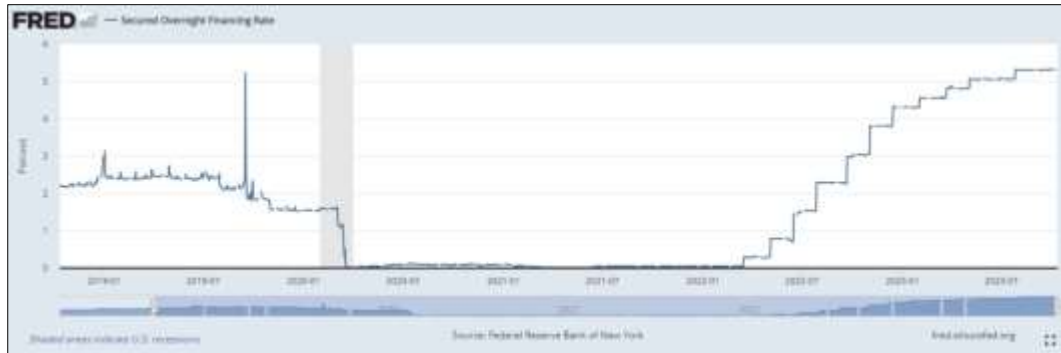 FRED — Secured Overnight Financing Rate
6
5
4
3
2
1
0
Percent
2019-01 2019-07 2020-01 2020-07 2021-01 2021-07 2022-01 2022-07 2023-01 2023-07
Shaded areas indicate U.S. recessions.
Source: Federal Reserve Bank of New York
fred.stlouisfed.org